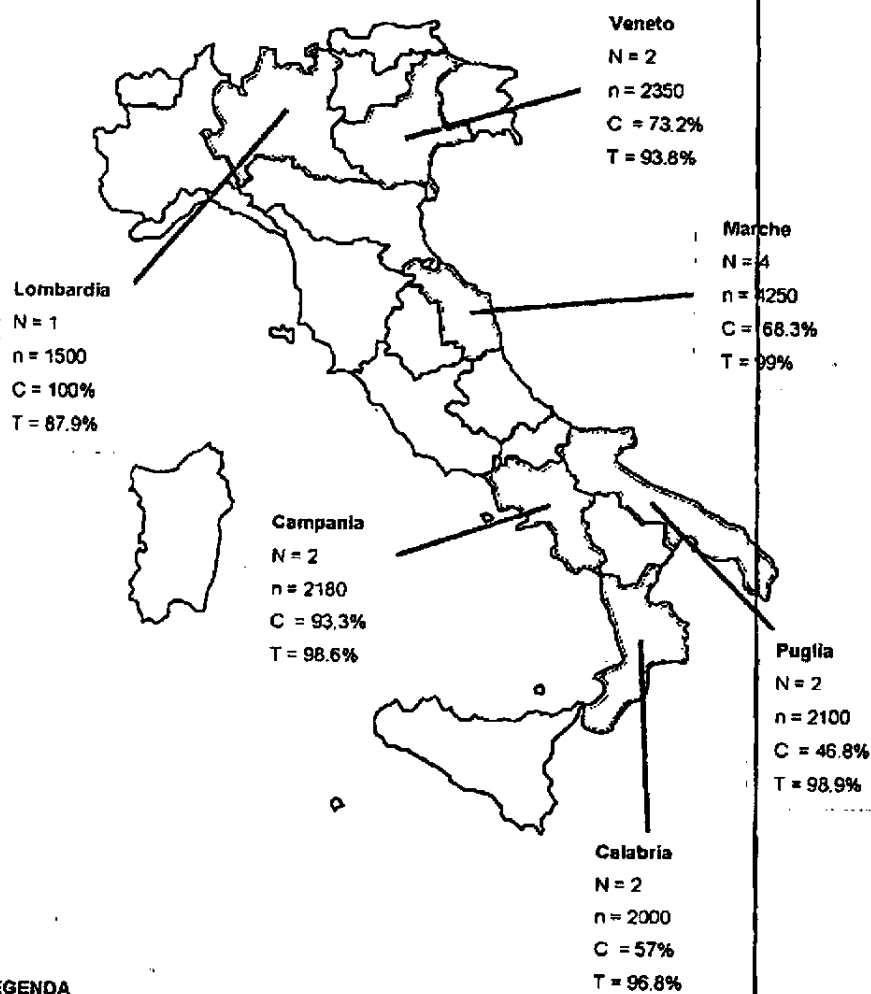 Veneto
N = 2
n = 2350
C = 73.2%
T = 93.8%
Marche
N = 4
n = 4250
C = 68.3%
T = 99%
Lombardia
N = 1
n = 1500
C = 100%
T = 87.9%
Campania
N = 2
n = 2180
C = 93,3%
T = 98.6%
Puglia
N = 2
n = 2100
C = 46.8%
T = 98,9%
Calabria
N = 2
n = 2000
C = 57%
T = 96.8%
EGENDA